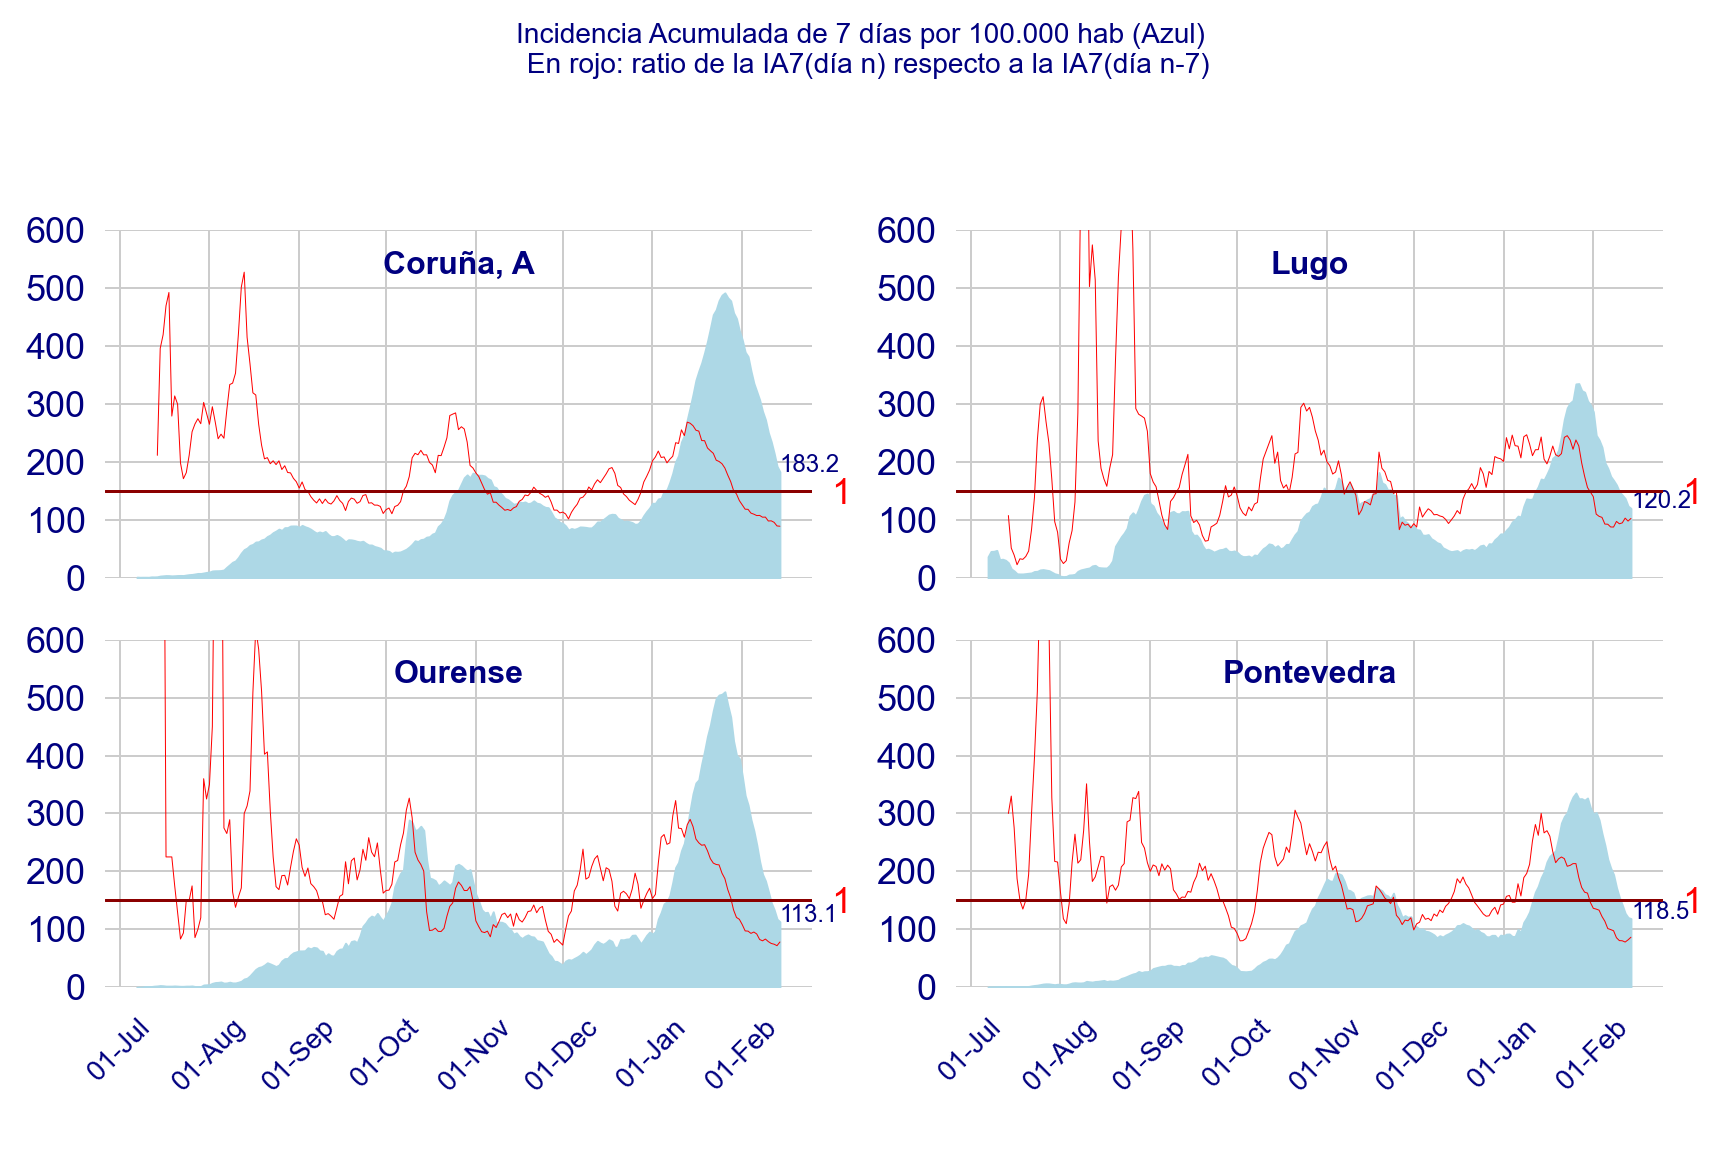 Incidencia Acumulada de 7 días por 100.000 hab (Azul)
En rojo: ratio de la IA7(día n) respecto a la IA7(día n-7)
600
500
400
300
200
100
0
Coruña, A
183.2
1
600
500
400
300
200
100
0
Lugo
1
120.2
600
500
400
300
200
100
0
Ourense
1
113.1
600
500
400
300
200
100
0
Pontevedra
1
118.5
01-Jul
01-Aug
01-Sep
01-Oct
01-Nov
01-Dec
01-Jan
01-Feb
01-Jul
01-Aug
01-Sep
01-Oct
01-Nov
01-Dec
01-Jan
01-Feb